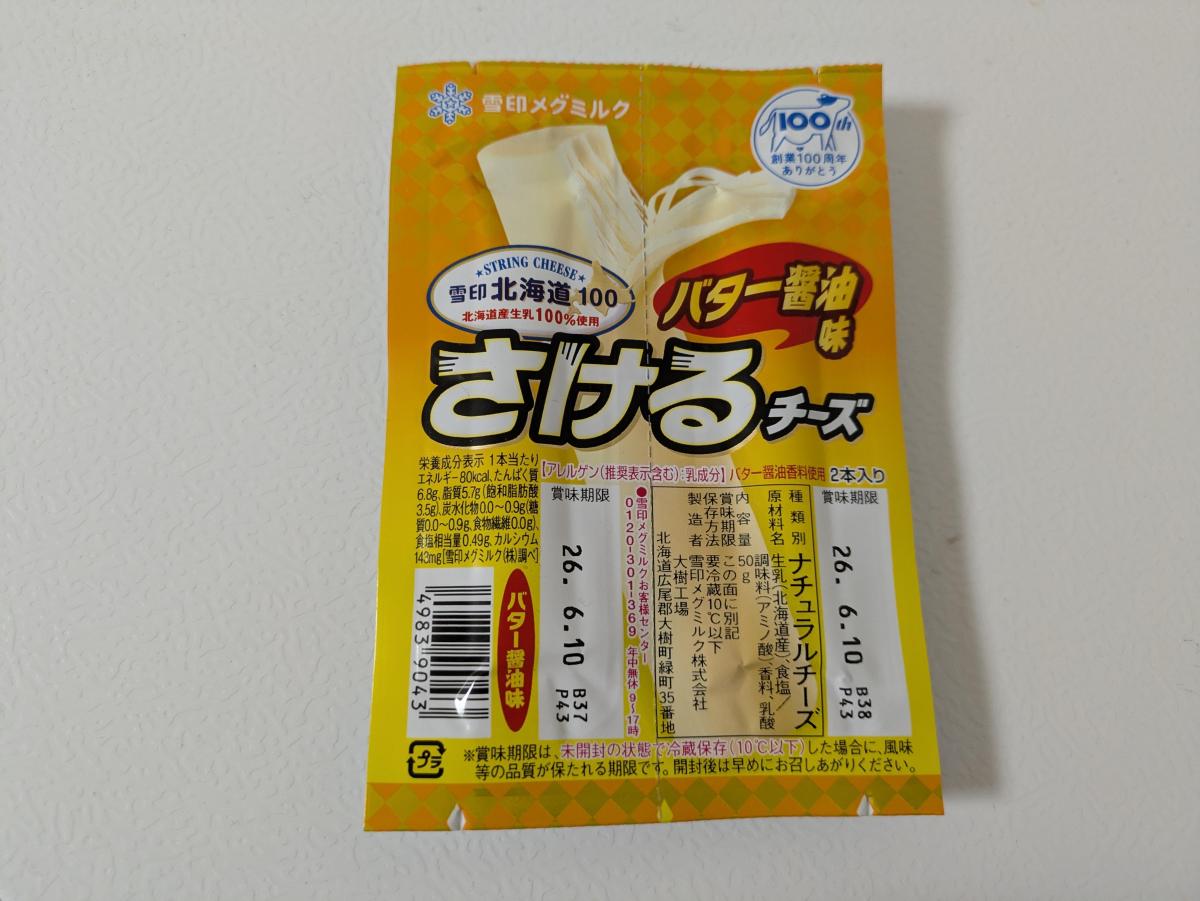 雪印メグミルク
100th
創業100周年
ありがとう
★STRING CHEESE★
雪印北海道100
北海道産生乳100%使用
バター醤油
味
さけるチーズ
栄養成分表示 1本当たり
エネルギー80kcal、たんぱく質
6.8g、脂質5.7g(飽和脂肪酸
3.5g)、炭水化物0.0〜0.9g(糖
質0.0〜0.9g、食物繊維0.0g)、
食塩相当量0.49g、カルシウム
143mg[雪印メグミルク(株)調べ]
【アレルゲン(推奨表示含む):乳成分】バター醤油香料使用 2本入り
賞味期限
26. 6.10
B37
P43
●雪印メグミルクお客様センター
0120-301-369 年中無休 9〜17時
種類別 ナチュラルチーズ
原材料名 生乳(北海道産)、食塩/
調味料(アミノ酸)、香料、乳酸
内容量 50g
賞味期限 この面に別記
保存方法 要冷蔵10℃以下
製造者 雪印メグミルク株式会社
大樹工場
北海道広尾郡大樹町緑町35番地
賞味期限
26. 6.10
B38
P43
4983 9043
バター醤油味
プラ
※賞味期限は、未開封の状態で冷蔵保存(10℃以下)した場合に、風味
等の品質が保たれる期限です。開封後は早めにお召しあがりください。